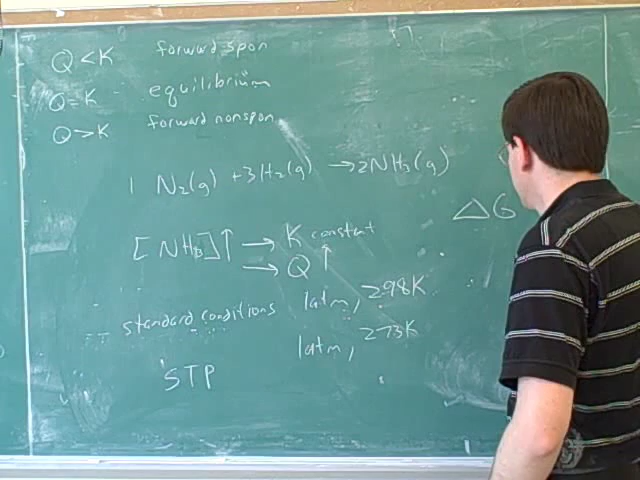 Q < K forward spon
Q = K equilibrium
Q > K forward nonspon
1 N₂(g) + 3H₂(g) → 2NH₃(g)
ΔG
[NH₃]↑ → K constant
→ Q ↑
standard conditions 1atm, 298K
STP 1atm, 273K